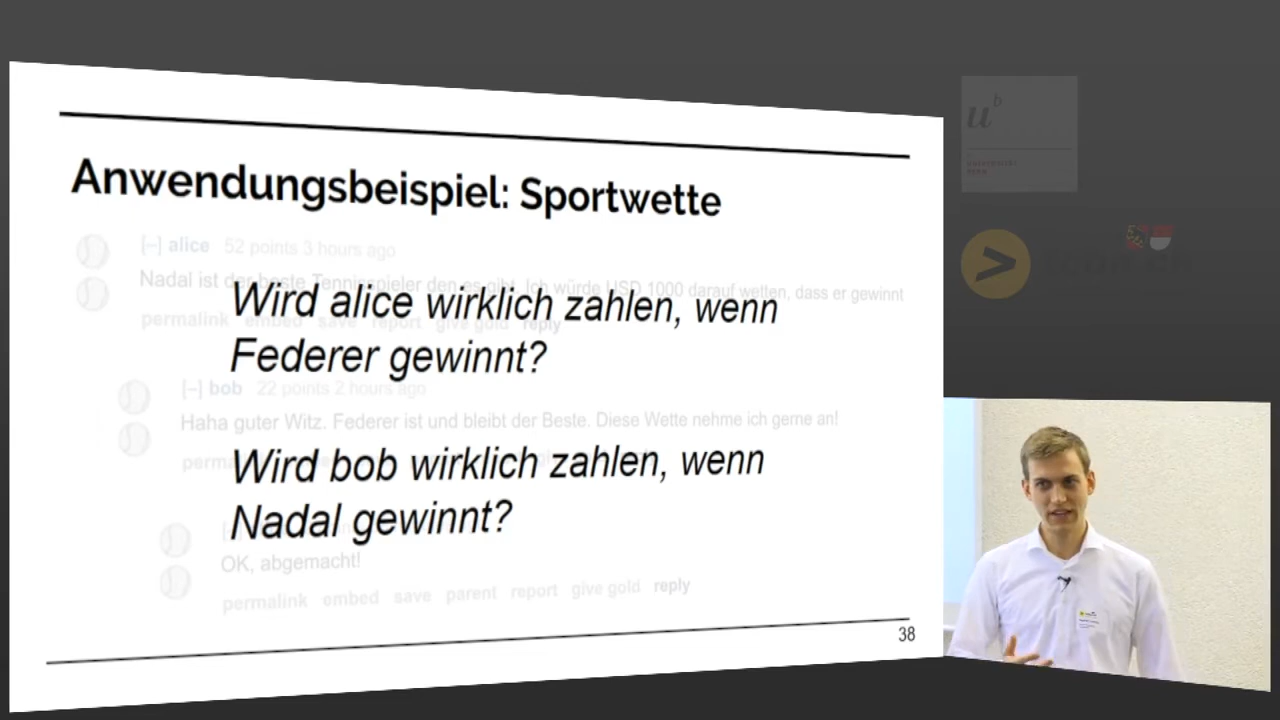 Anwendungsbeispiel: Sportwette
[–] alice 52 points 3 hours ago
Nadal ist der beste Tennisspieler den es gibt. Ich würde USD 1000 darauf wetten, dass er gewinnt
Wird alice wirklich zahlen, wenn
permalink embed save report give gold reply
Federer gewinnt?
[–] bob 22 points 2 hours ago
Haha guter Witz. Federer ist und bleibt der Beste. Diese Wette nehme ich gerne an!
Wird bob wirklich zahlen, wenn
Nadal gewinnt?
OK, abgemacht!
permalink embed save parent report give gold reply
38
u b